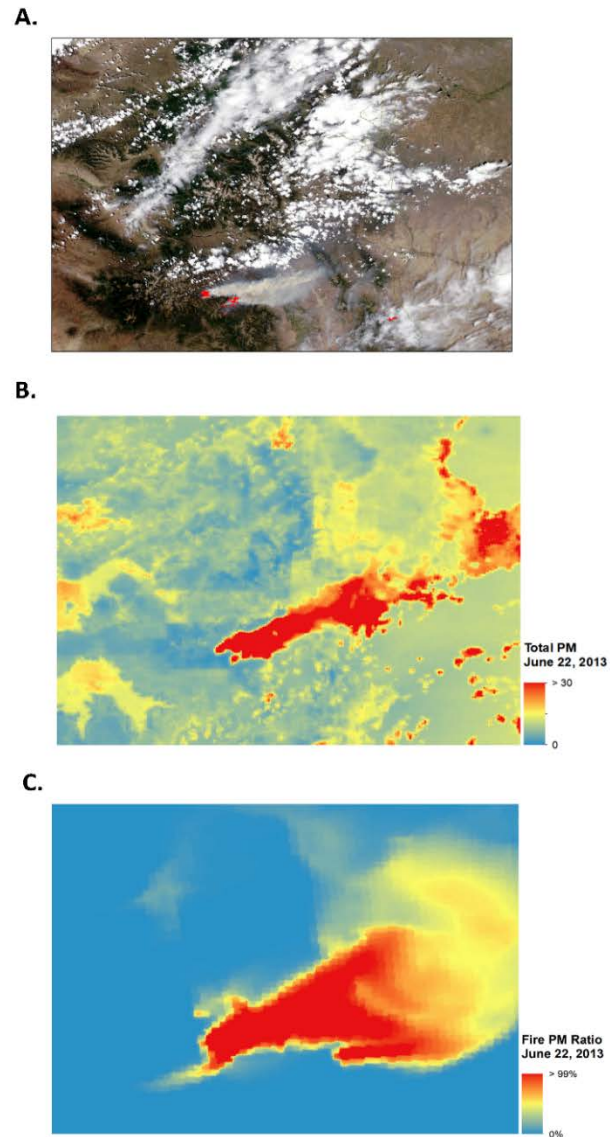 A.
B.
Total PM
June 22, 2013
> 30
0
C.
Fire PM Ratio
June 22, 2013
> 99%
0%